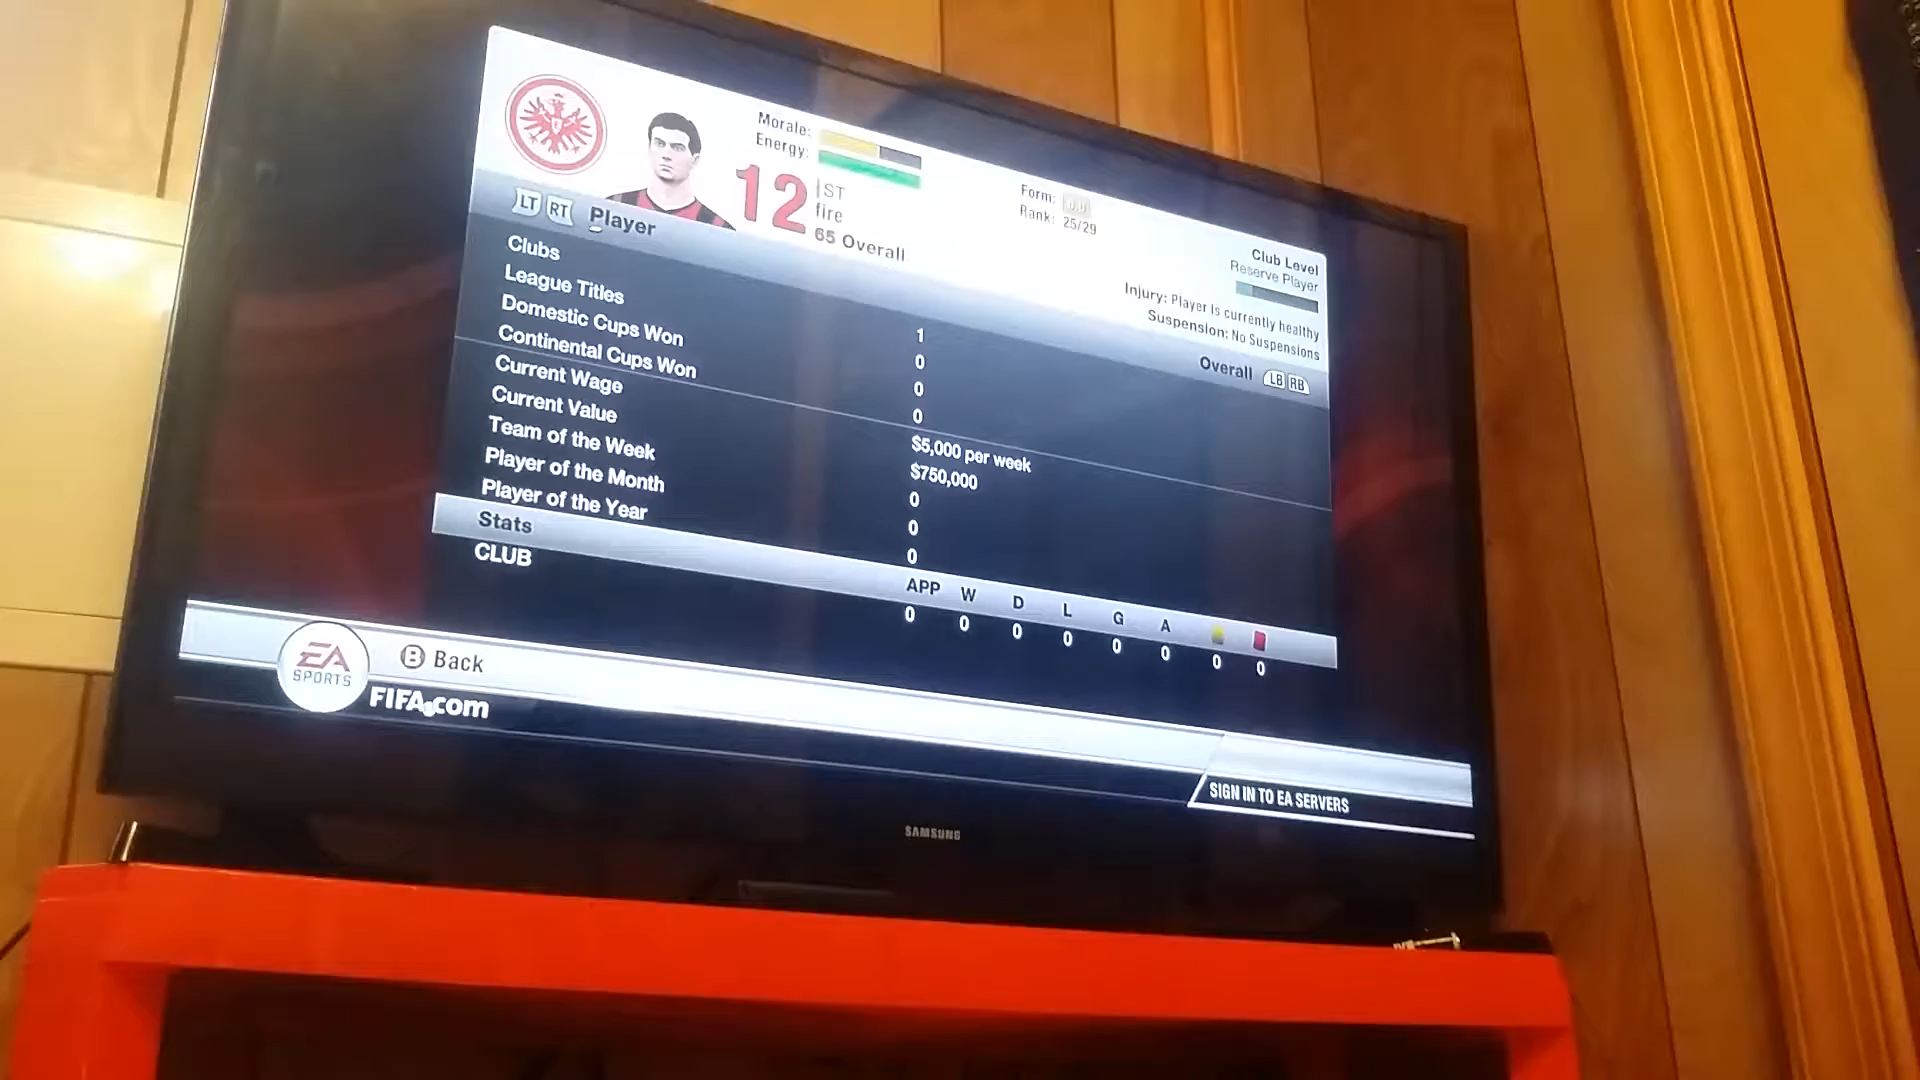 Morale:
Energy:
12
ST
fire
65 Overall
Form:
Rank: 25/29
Club Level
Reserve Player
Injury: Player is currently healthy
Suspension: No Suspensions
LT RT Player
Overall LB RB
Clubs 1
League Titles 0
Domestic Cups Won 0
Continental Cups Won 0
Current Wage $5,000 per week
Current Value $750,000
Team of the Week 0
Player of the Month 0
Player of the Year 0
Stats APP W D L G A
CLUB 0 0 0 0 0 0 0 0
EA SPORTS
B Back
FIFA.com
SIGN IN TO EA SERVERS
SAMSUNG